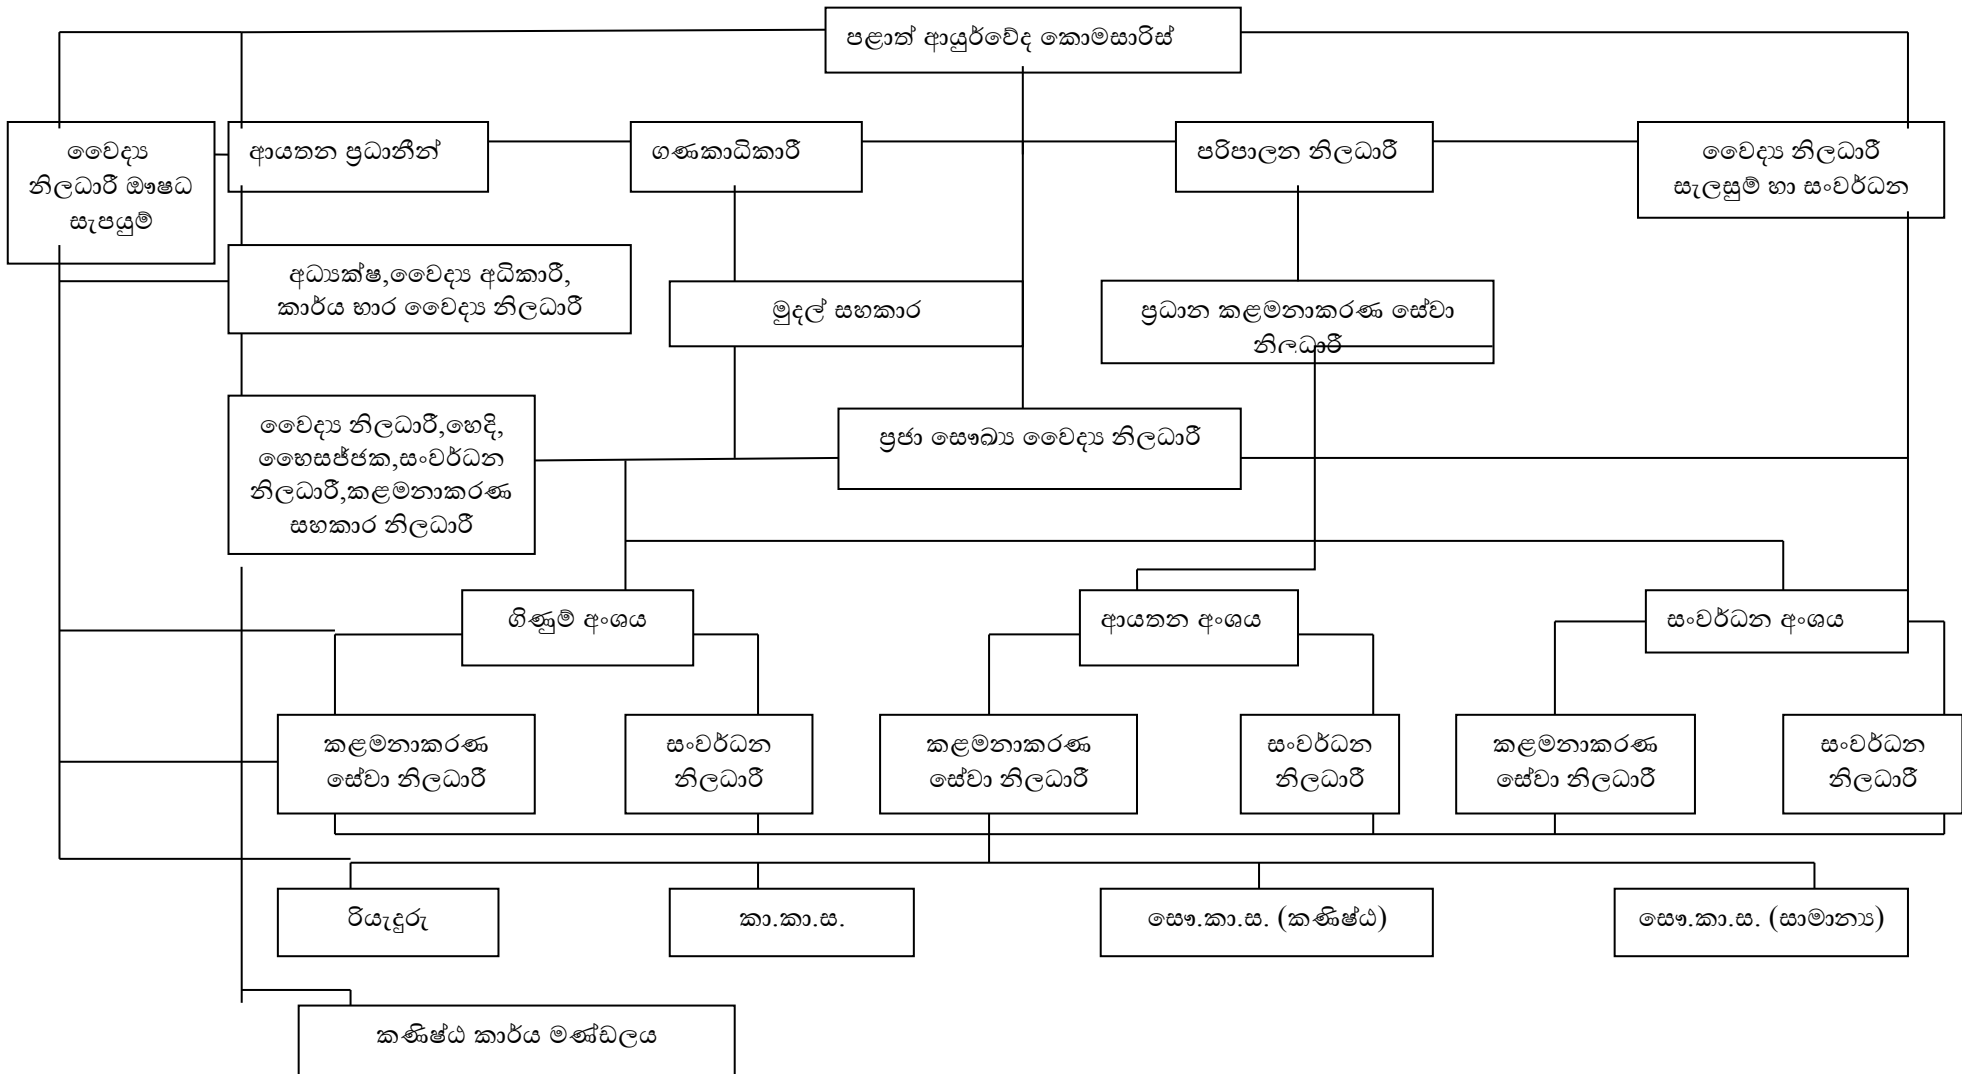 පළාත් ආයුර්වේද කොමසාරිස්
වෛද්‍ය
නිලධාරී ඖෂධ
සැපයුම්
ආයතන ප්‍රධානීන්
ගණකාධිකාරී
පරිපාලන නිලධාරී
වෛද්‍ය නිලධාරී
සැලසුම් හා සංවර්ධන
අධ්‍යක්ෂ,වෛද්‍ය අධිකාරී,
කාර්ය භාර වෛද්‍ය නිලධාරී
මුදල් සහකාර
ප්‍රධාන කළමනාකරණ සේවා
නිලධාරී
වෛද්‍ය නිලධාරී,හෙදි,
භෛසජ්ජක,සංවර්ධන
නිලධාරී,කළමනාකරණ
සහකාර නිලධාරී
ප්‍රජා සෞඛ්‍ය වෛද්‍ය නිලධාරී
ගිණුම් අංශය
ආයතන අංශය
සංවර්ධන අංශය
කළමනාකරණ
සේවා නිලධාරී
සංවර්ධන
නිලධාරී
කළමනාකරණ
සේවා නිලධාරී
සංවර්ධන
නිලධාරී
කළමනාකරණ
සේවා නිලධාරී
සංවර්ධන
නිලධාරී
රියැදුරු
කා.කා.ස.
සෞ.කා.ස. (කණිෂ්ඨ)
සෞ.කා.ස. (සාමාන්‍ය)
කණිෂ්ඨ කාර්ය මණ්ඩලය